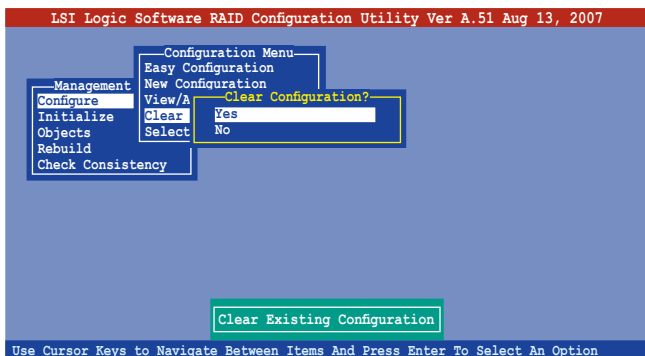 LSI Logic Software RAID Configuration Utility Ver A.51 Aug 13, 2007
Configuration Menu
Easy Configuration
New Configuration
View/A
Clear
Select
Management
Configure
Initialize
Objects
Rebuild
Check Consistency
Clear Configuration?
Yes
No
Clear Existing Configuration
Use Cursor Keys to Navigate Between Items And Press Enter To Select An Option